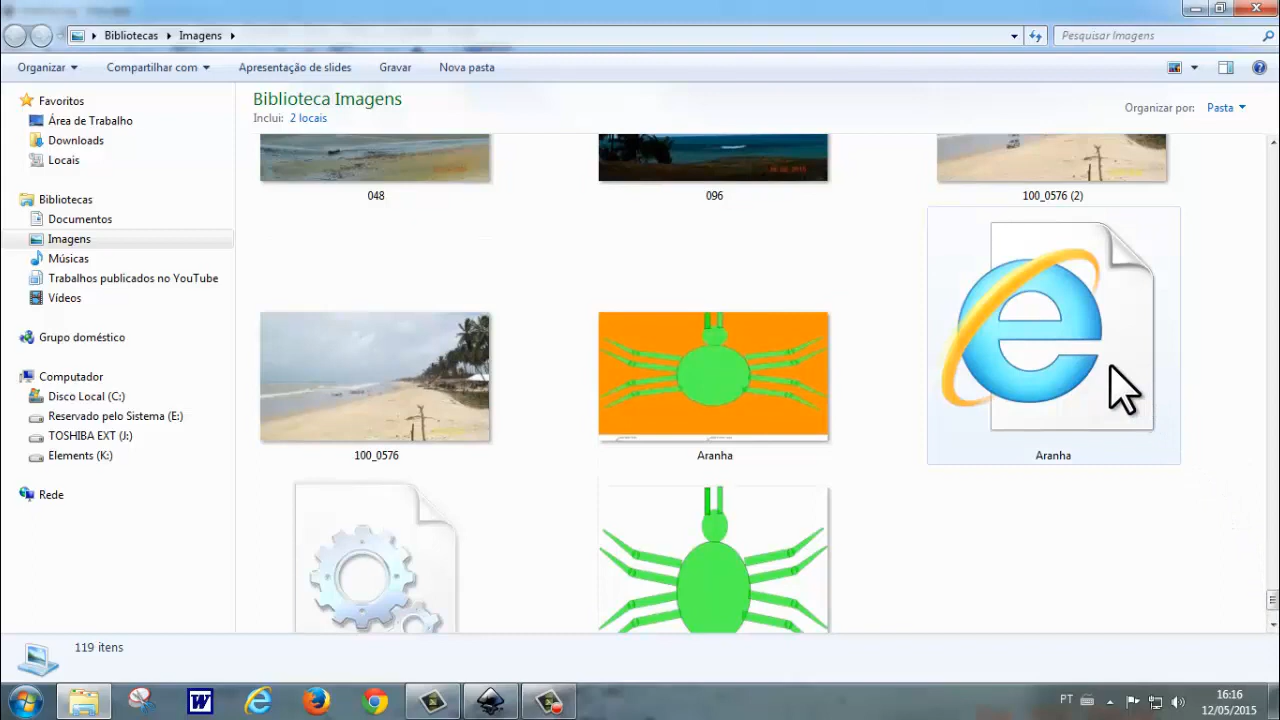 Bibliotecas Imagens
Pesquisar Imagens
Organizar Compartilhar com Apresentação de slides Gravar Nova pasta
Favoritos
Área de Trabalho
Downloads
Locais
Bibliotecas
Documentos
Imagens
Músicas
Trabalhos publicados no YouTube
Vídeos
Grupo doméstico
Computador
Disco Local (C:)
Reservado pelo Sistema (E:)
TOSHIBA EXT (J:)
Elements (K:)
Rede
Biblioteca Imagens
Inclui: 2 locais
Organizar por: Pasta
048 096 100_0576 (2)
100_0576 Aranha Aranha
119 itens
PT
16:16
12/05/2015